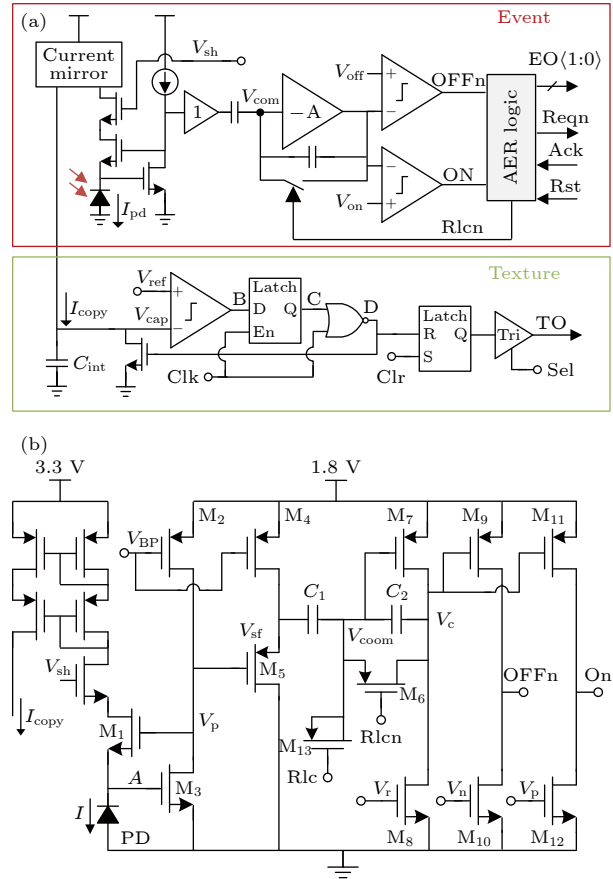 (a)
Event
Current
mirror
V_sh
V_off
OFFn
EO⟨1:0⟩
1
V_com
−A
Reqn
AER logic
Ack
I_pd
V_on
ON
Rst
Rlcn
Texture
V_ref
Latch
B
D
Q
C
D
Latch
I_copy
V_cap
En
R
Q
Tri
TO
C_int
S
Clk
Clr
Sel
(b)
3.3 V
1.8 V
M_2
M_4
M_7
M_9
M_11
V_BP
C_1
C_2
V_sf
V_coom
V_c
V_sh
M_5
M_6
OFFn
On
I_copy
M_1
V_p
M_13
Rlcn
A
M_3
Rlc
V_r
V_n
V_p
I
PD
M_8
M_10
M_12